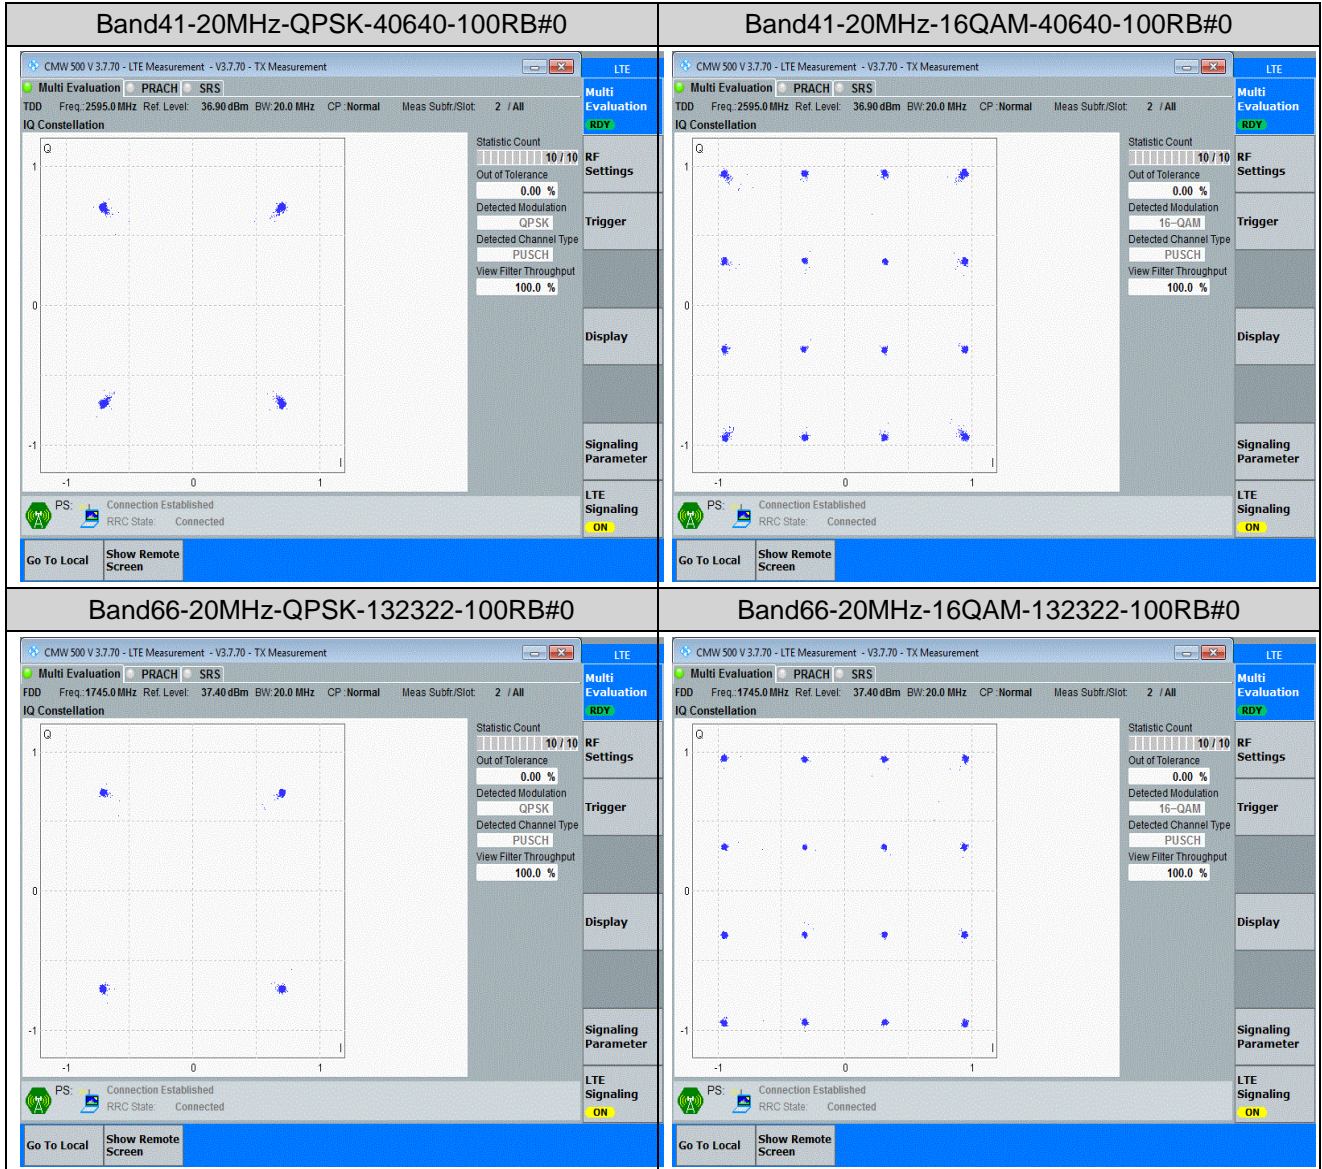 Band41-20MHz-QPSK-40640-100RB#0
CMW 500 V 3.7.70 - LTE Measurement - V3.7.70 - TX Measurement
LTE
Multi Evaluation PRACH SRS
Multi
Evaluation
RDY
TDD Freq.:2595.0 MHz Ref. Level: 36.90 dBm BW:20.0 MHz CP :Normal Meas Subfr./Slot: 2 / All
IQ Constellation
Q
1
0
-1
-1 0 1
I
Statistic Count
10 / 10
Out of Tolerance
0.00 %
Detected Modulation
QPSK
Detected Channel Type
PUSCH
View Filter Throughput
100.0 %
RF
Settings
Trigger
Display
Signaling
Parameter
LTE
Signaling
ON
PS: Connection Established
RRC State: Connected
Go To Local
Show Remote
Screen
Band41-20MHz-16QAM-40640-100RB#0
CMW 500 V 3.7.70 - LTE Measurement - V3.7.70 - TX Measurement
LTE
Multi Evaluation PRACH SRS
Multi
Evaluation
RDY
TDD Freq.:2595.0 MHz Ref. Level: 36.90 dBm BW:20.0 MHz CP :Normal Meas Subfr./Slot: 2 / All
IQ Constellation
Q
1
0
-1
-1 0 1
I
Statistic Count
10 / 10
Out of Tolerance
0.00 %
Detected Modulation
16-QAM
Detected Channel Type
PUSCH
View Filter Throughput
100.0 %
RF
Settings
Trigger
Display
Signaling
Parameter
LTE
Signaling
ON
PS: Connection Established
RRC State: Connected
Go To Local
Show Remote
Screen
Band66-20MHz-QPSK-132322-100RB#0
CMW 500 V 3.7.70 - LTE Measurement - V3.7.70 - TX Measurement
LTE
Multi Evaluation PRACH SRS
Multi
Evaluation
RDY
FDD Freq.:1745.0 MHz Ref. Level: 37.40 dBm BW:20.0 MHz CP :Normal Meas Subfr./Slot: 2 / All
IQ Constellation
Q
1
0
-1
-1 0 1
I
Statistic Count
10 / 10
Out of Tolerance
0.00 %
Detected Modulation
QPSK
Detected Channel Type
PUSCH
View Filter Throughput
100.0 %
RF
Settings
Trigger
Display
Signaling
Parameter
LTE
Signaling
ON
PS: Connection Established
RRC State: Connected
Go To Local
Show Remote
Screen
Band66-20MHz-16QAM-132322-100RB#0
CMW 500 V 3.7.70 - LTE Measurement - V3.7.70 - TX Measurement
LTE
Multi Evaluation PRACH SRS
Multi
Evaluation
RDY
FDD Freq.:1745.0 MHz Ref. Level: 37.40 dBm BW:20.0 MHz CP :Normal Meas Subfr./Slot: 2 / All
IQ Constellation
Q
1
0
-1
-1 0 1
I
Statistic Count
10 / 10
Out of Tolerance
0.00 %
Detected Modulation
16-QAM
Detected Channel Type
PUSCH
View Filter Throughput
100.0 %
RF
Settings
Trigger
Display
Signaling
Parameter
LTE
Signaling
ON
PS: Connection Established
RRC State: Connected
Go To Local
Show Remote
Screen